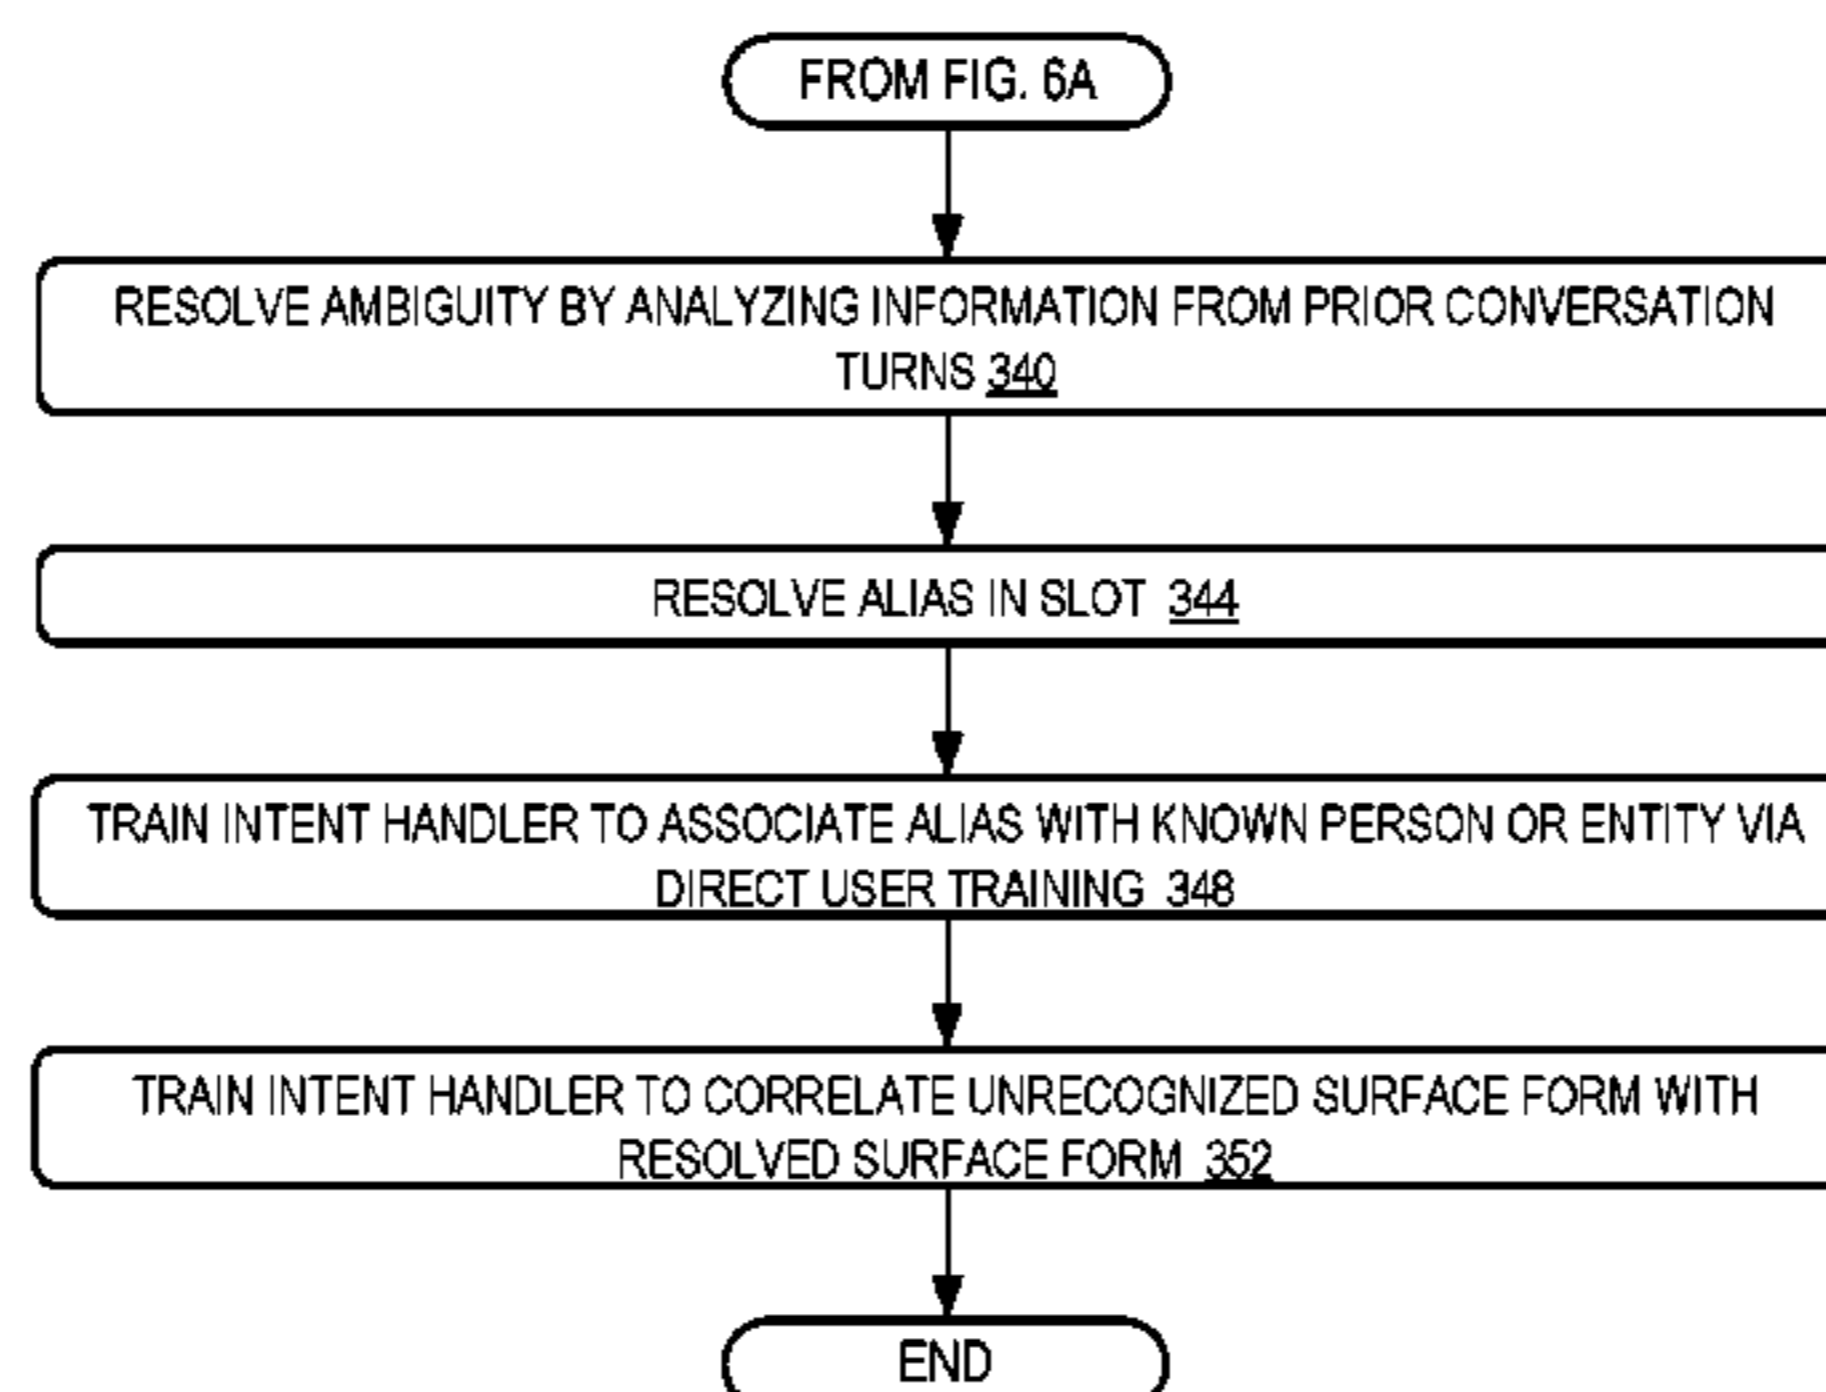 FROM FIG. 6A
RESOLVE AMBIGUITY BY ANALYZING INFORMATION FROM PRIOR CONVERSATION
TURNS 340
RESOLVE ALIAS IN SLOT 344
TRAIN INTENT HANDLER TO ASSOCIATE ALIAS WITH KNOWN PERSON OR ENTITY VIA
DIRECT USER TRAINING 348
TRAIN INTENT HANDLER TO CORRELATE UNRECOGNIZED SURFACE FORM WITH
RESOLVED SURFACE FORM 352
END